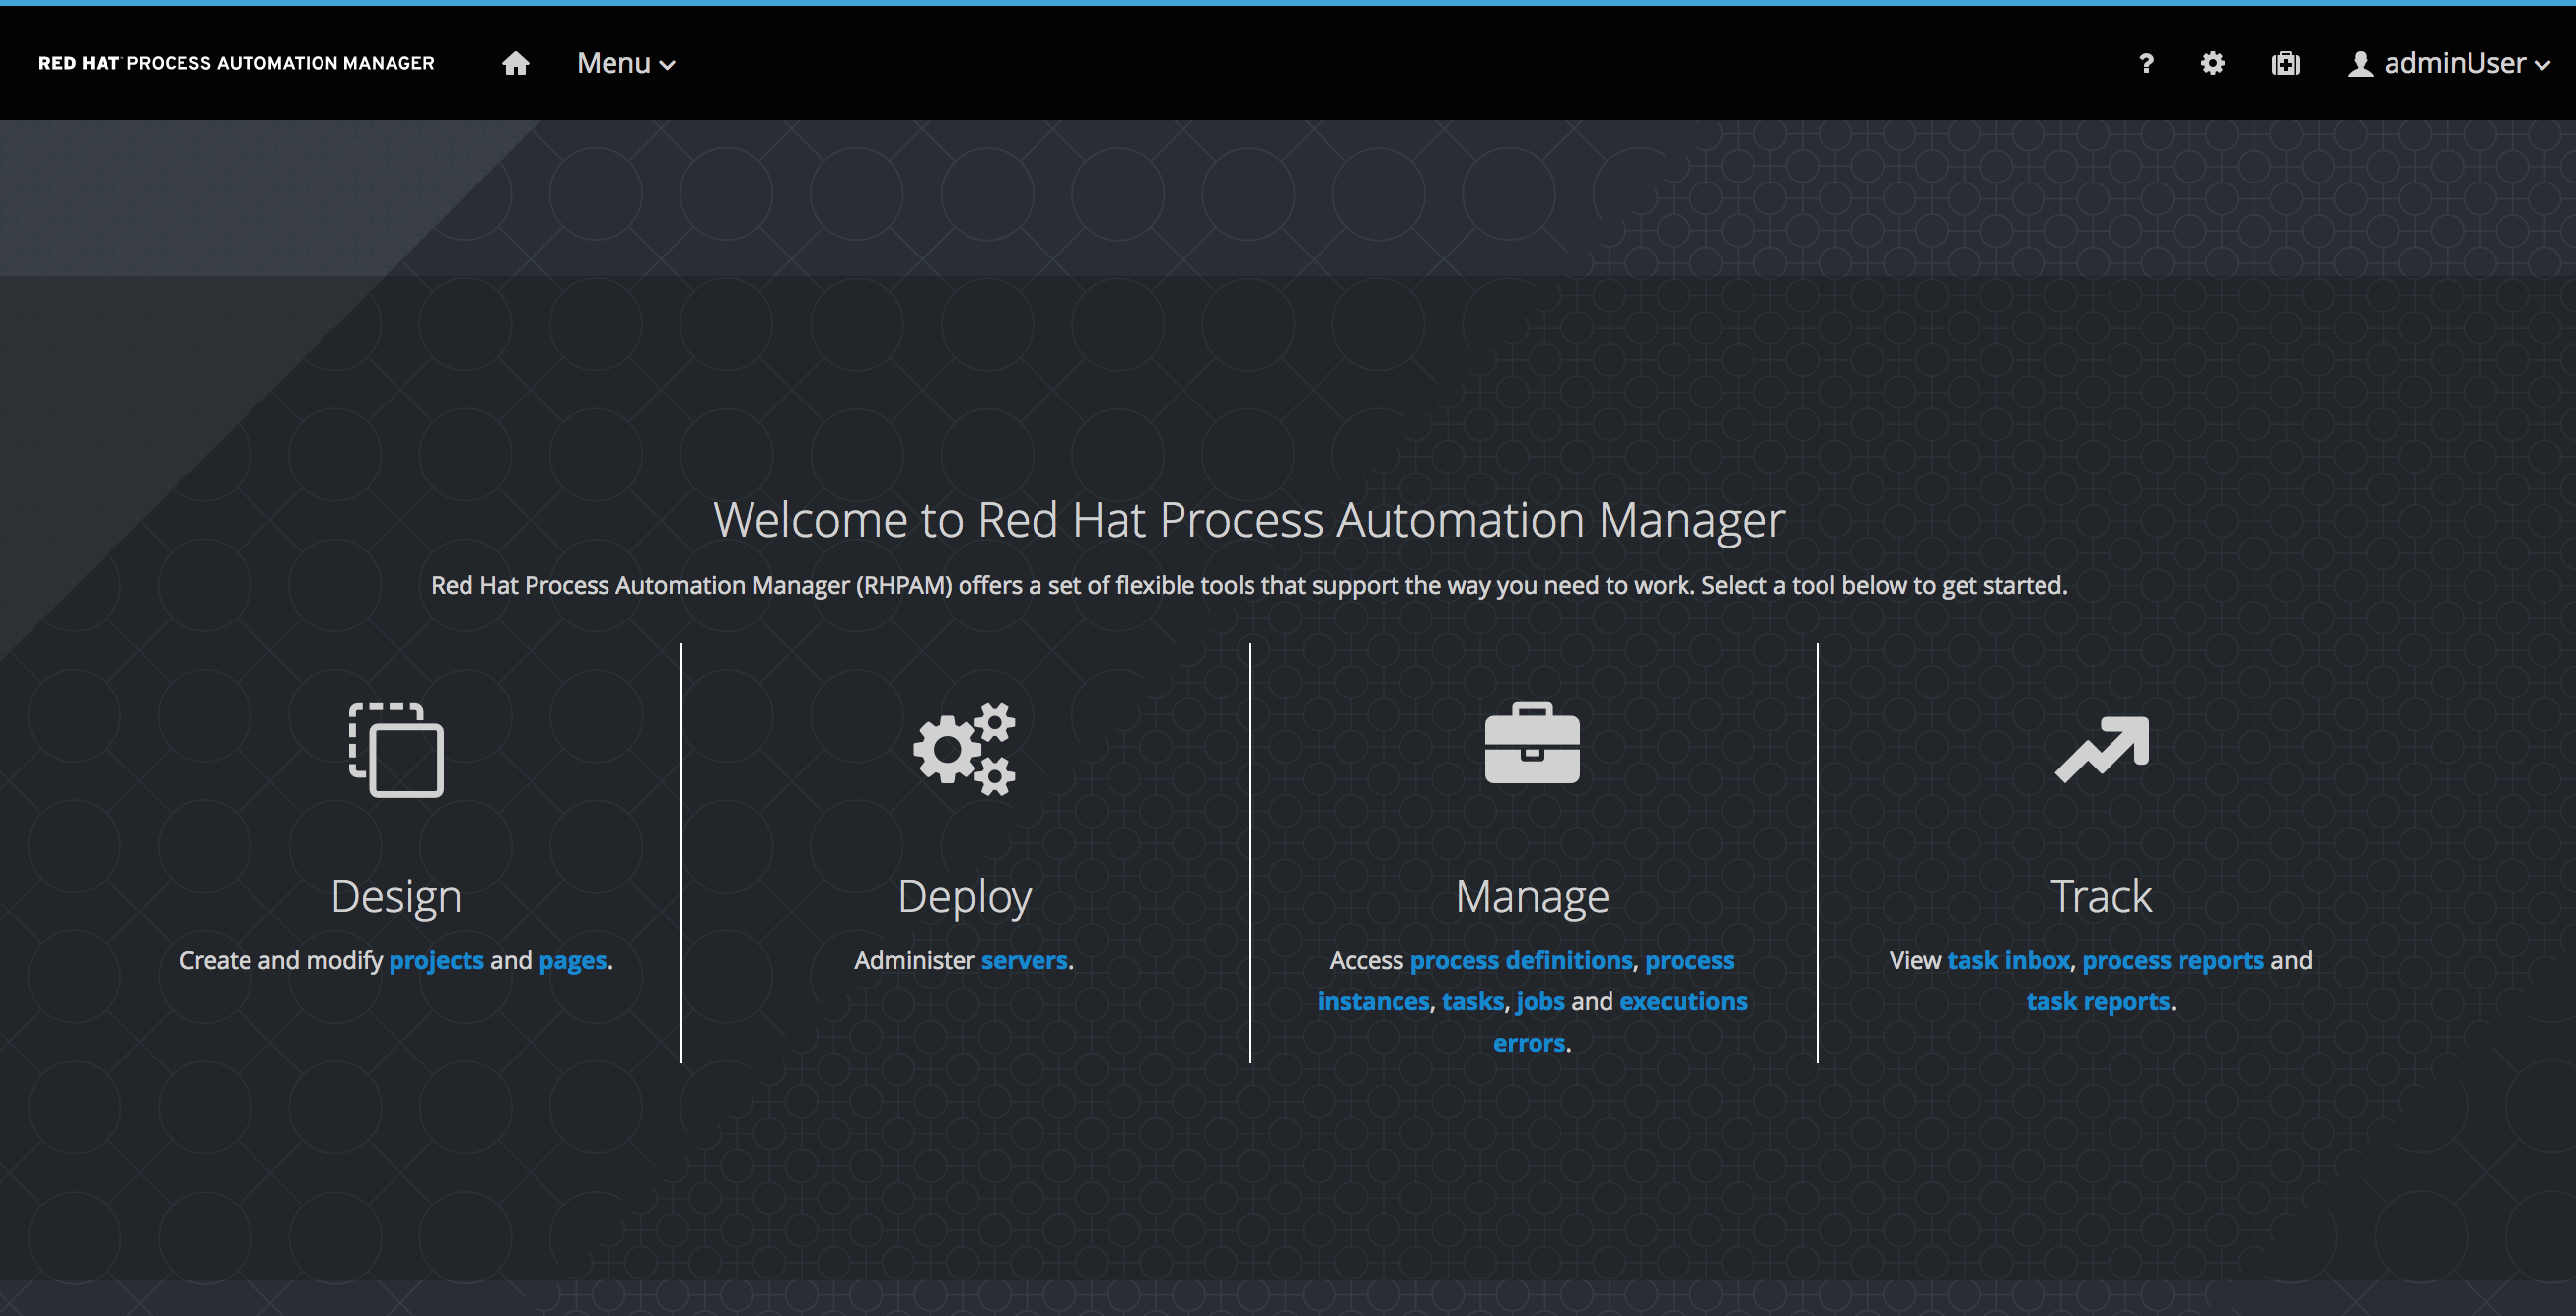 RED HAT PROCESS AUTOMATION MANAGER
Menu
?
adminUser
Welcome to Red Hat Process Automation Manager
Red Hat Process Automation Manager (RHPAM) offers a set of flexible tools that support the way you need to work. Select a tool below to get started.
Design
Create and modify projects and pages.
Deploy
Administer servers.
Manage
Access process definitions, process
instances, tasks, jobs and executions
errors.
Track
View task inbox, process reports and
task reports.